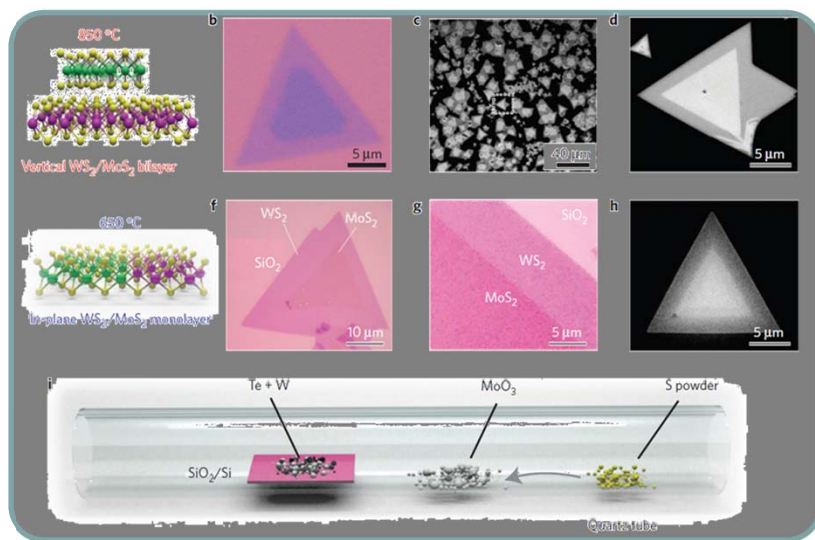 850 °C
b
c
d
5 μm
40 μm
5 μm
Vertical WS₂/MoS₂ bilayer
650 °C
f
WS₂
MoS₂
SiO₂
10 μm
g
SiO₂
WS₂
MoS₂
5 μm
h
5 μm
In-plane WS₂/MoS₂ monolayer
i
Te + W
MoO₃
S powder
SiO₂/Si
Quartz tube